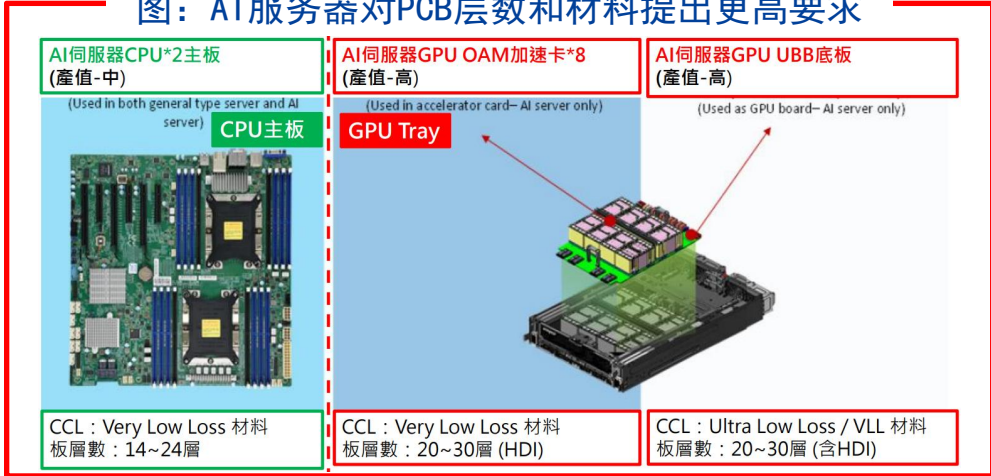 图：AI服务器对PCB层数和材料提出更高要求
AI伺服器CPU*2主板
(產值-中)
(Used in both general type server and AI
server)
CPU主板
AI伺服器GPU OAM加速卡*8
(產值-高)
(Used in accelerator card– AI server only)
GPU Tray
AI伺服器GPU UBB底板
(產值-高)
(Used as GPU board– AI server only)
CCL：Very Low Loss 材料
板層數：14~24層
CCL：Very Low Loss 材料
板層數：20~30層 (HDI)
CCL：Ultra Low Loss / VLL 材料
板層數：20~30層 (含HDI)